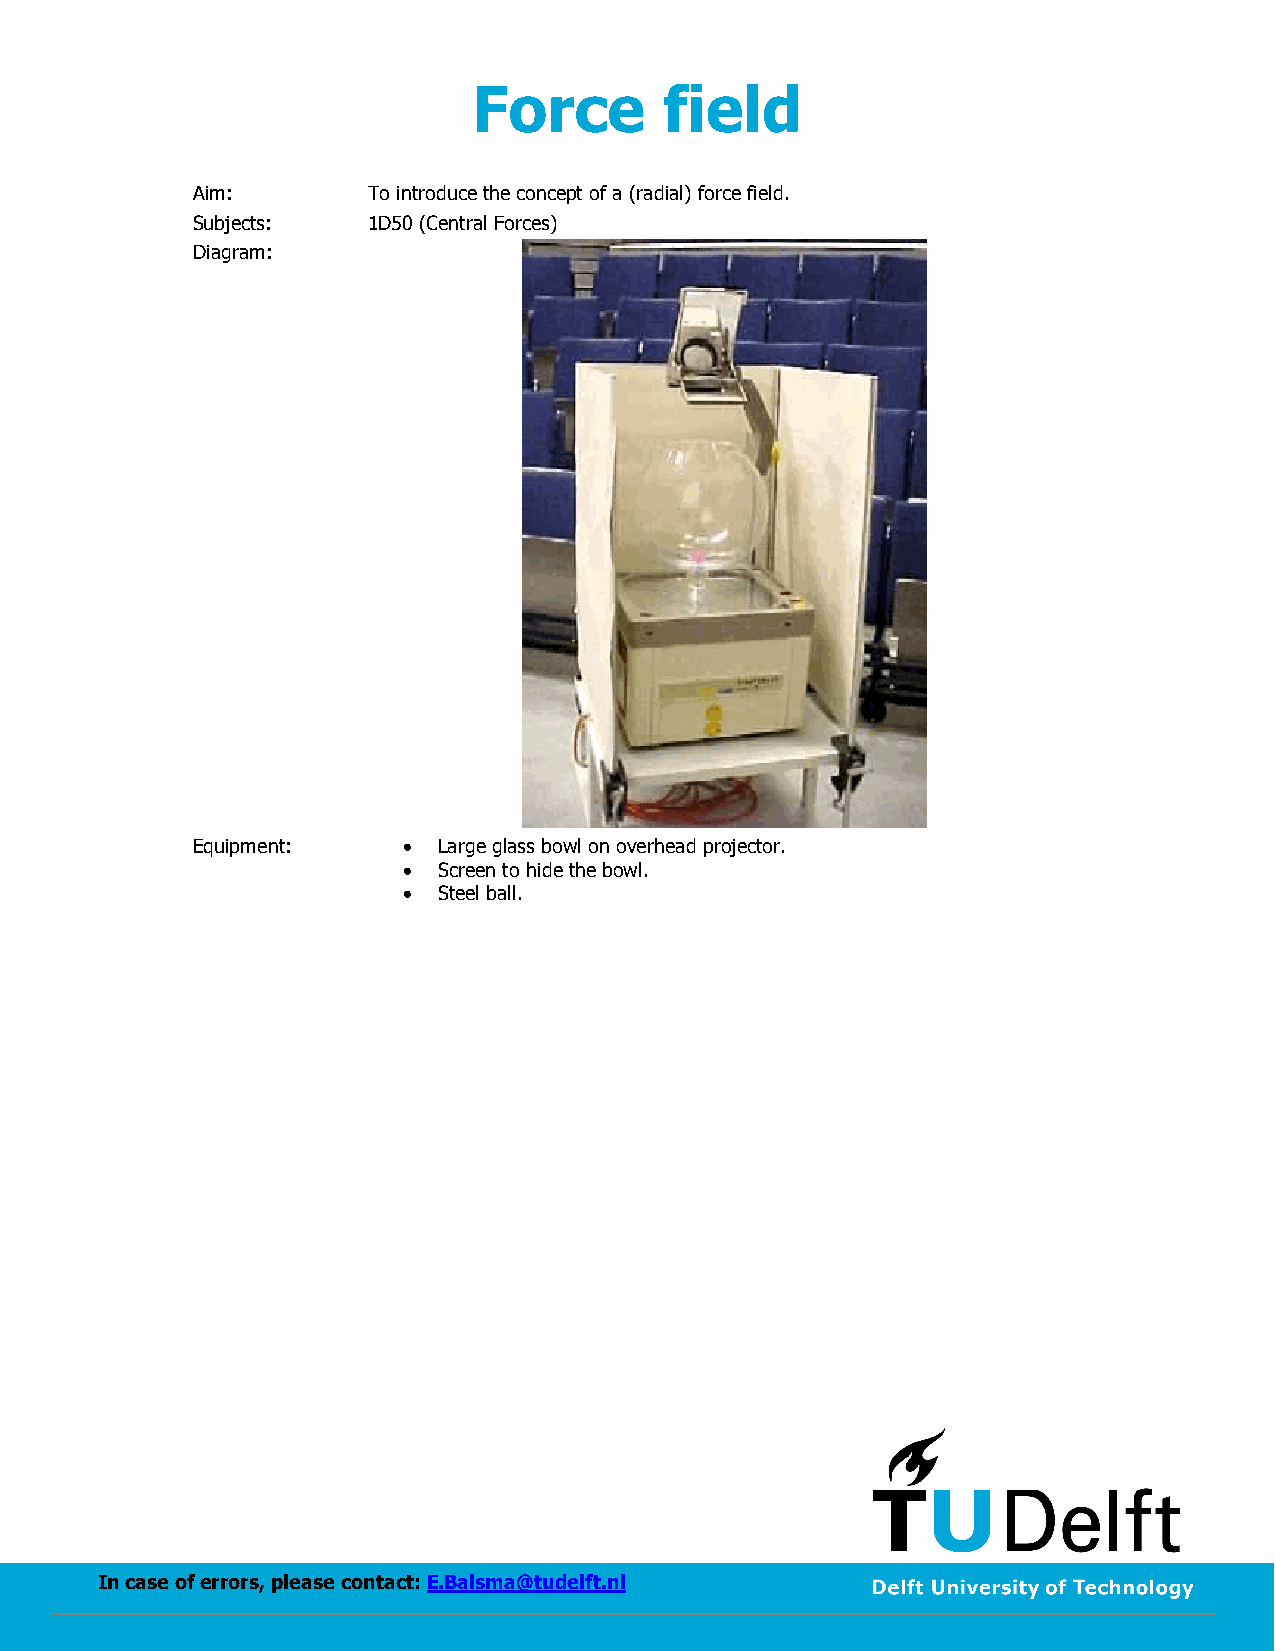 Force field
Aim: To introduce the concept of a (radial) force field.
Subjects: 1D50 (Central Forces)
Diagram:
Equipment: • Large glass bowl on overhead projector.
• Screen to hide the bowl.
• Steel ball.
TUDelft
In case of errors, please contact: E.Balsma@tudelft.nl
Delft University of Technology